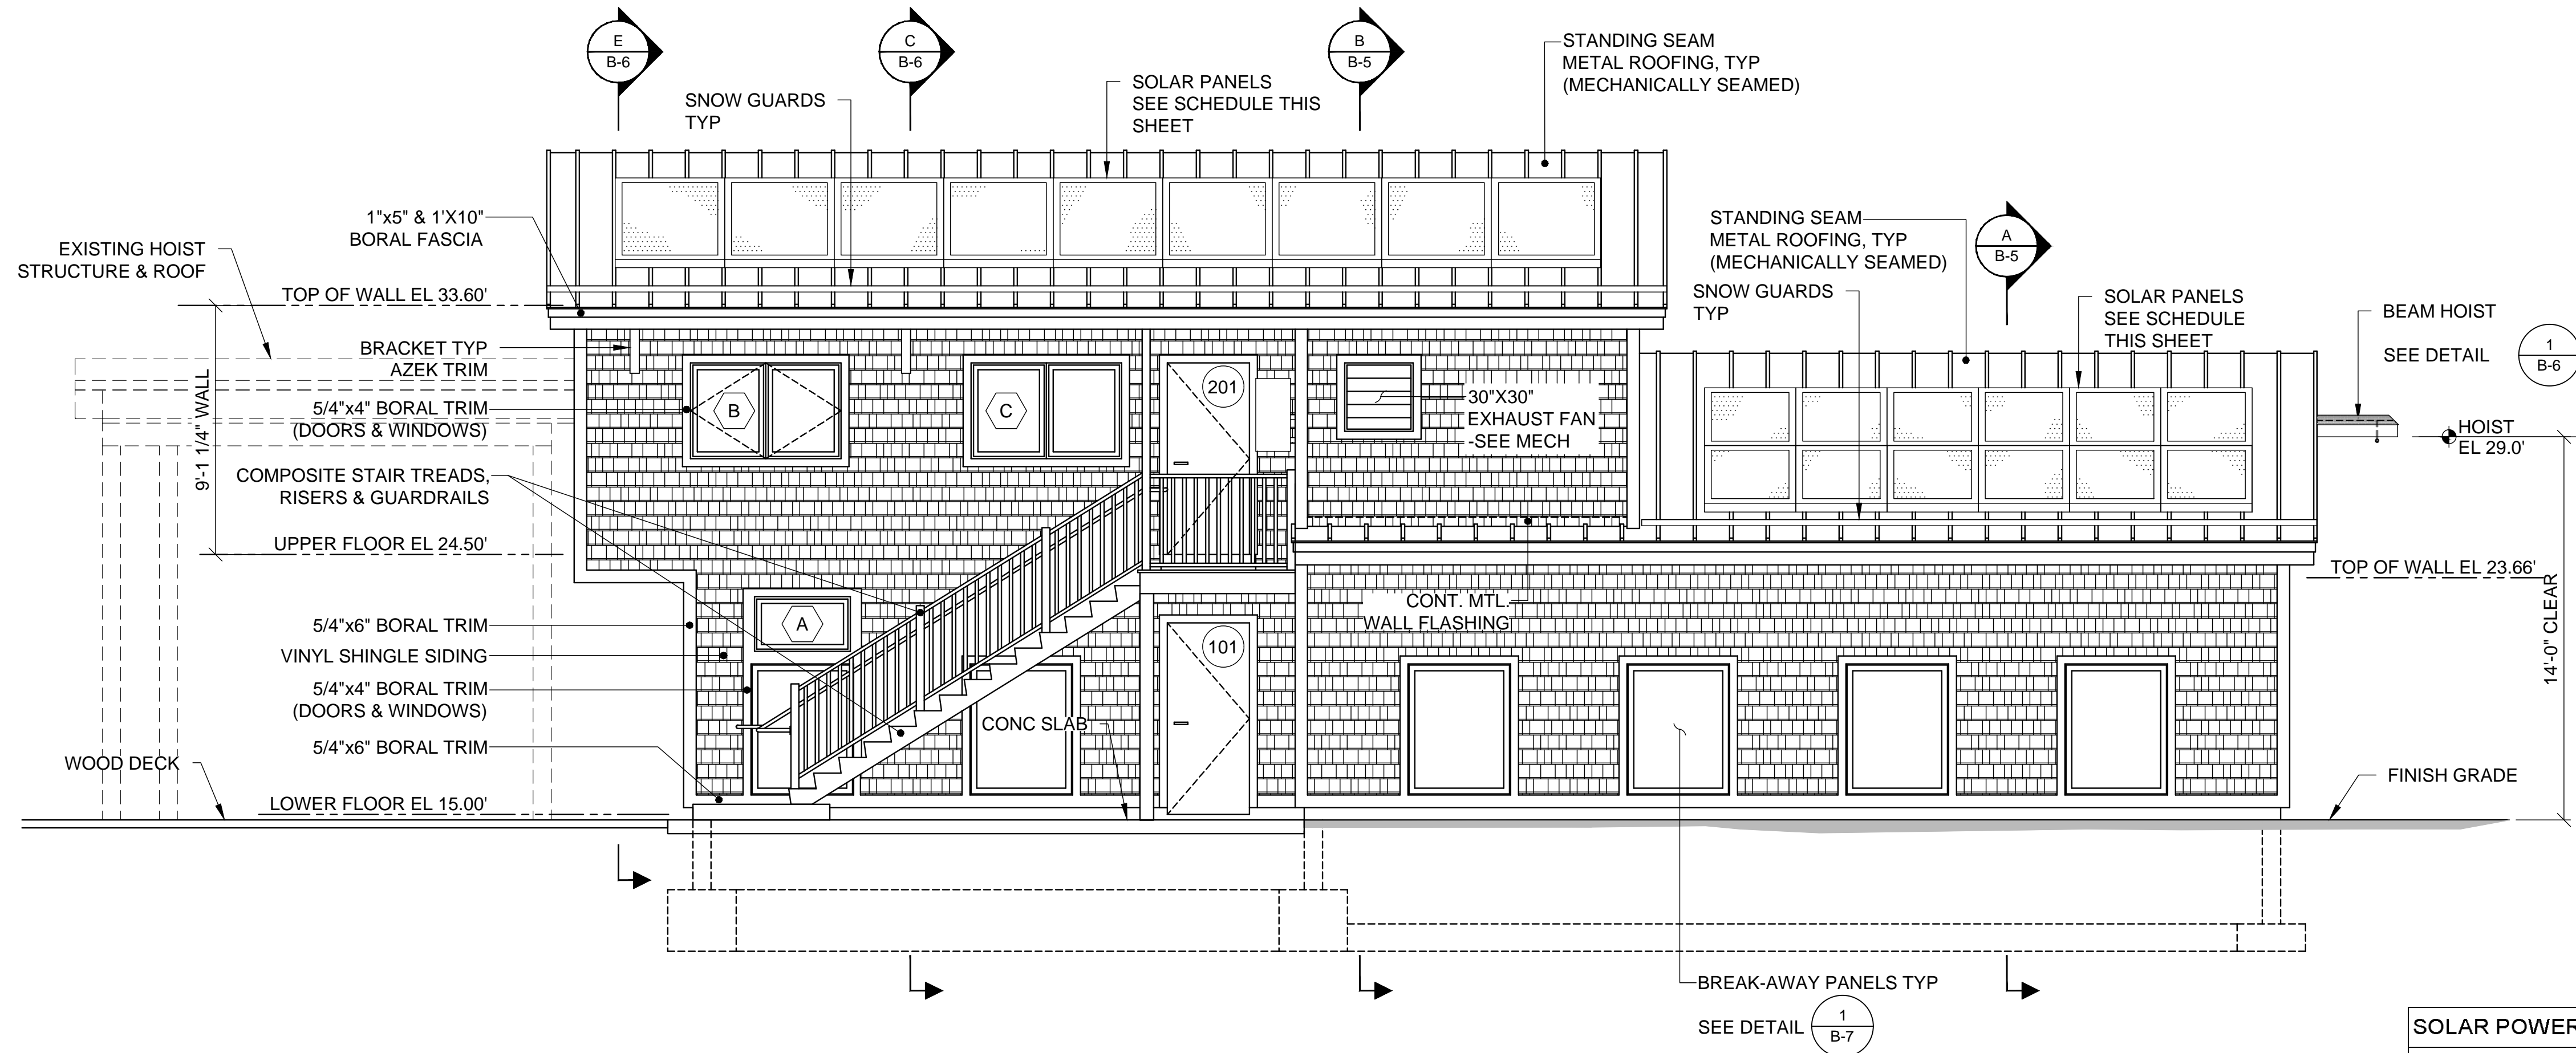 E
B-6
C
B-6
B
B-5
STANDING SEAM
METAL ROOFING, TYP
(MECHANICALLY SEAMED)
SOLAR PANELS
SEE SCHEDULE THIS
SHEET
SNOW GUARDS
TYP
1"x5" & 1'X10"
BORAL FASCIA
EXISTING HOIST
STRUCTURE & ROOF
TOP OF WALL EL 33.60'
BRACKET TYP
AZEK TRIM
9'-1 1/4" WALL
5/4"x4" BORAL TRIM
(DOORS & WINDOWS)
COMPOSITE STAIR TREADS,
RISERS & GUARDRAILS
UPPER FLOOR EL 24.50'
5/4"x6" BORAL TRIM
VINYL SHINGLE SIDING
5/4"x4" BORAL TRIM
(DOORS & WINDOWS)
5/4"x6" BORAL TRIM
WOOD DECK
LOWER FLOOR EL 15.00'
B
C
201
A
101
CONC SLAB
30"X30"
EXHAUST FAN
-SEE MECH
CONT. MTL.
WALL FLASHING
STANDING SEAM
METAL ROOFING, TYP
(MECHANICALLY SEAMED)
SNOW GUARDS
TYP
A
B-5
SOLAR PANELS
SEE SCHEDULE
THIS SHEET
BEAM HOIST
SEE DETAIL
1
B-6
HOIST
EL 29.0'
TOP OF WALL EL 23.66'
14'-0" CLEAR
FINISH GRADE
BREAK-AWAY PANELS TYP
SEE DETAIL
1
B-7
SOLAR POWER